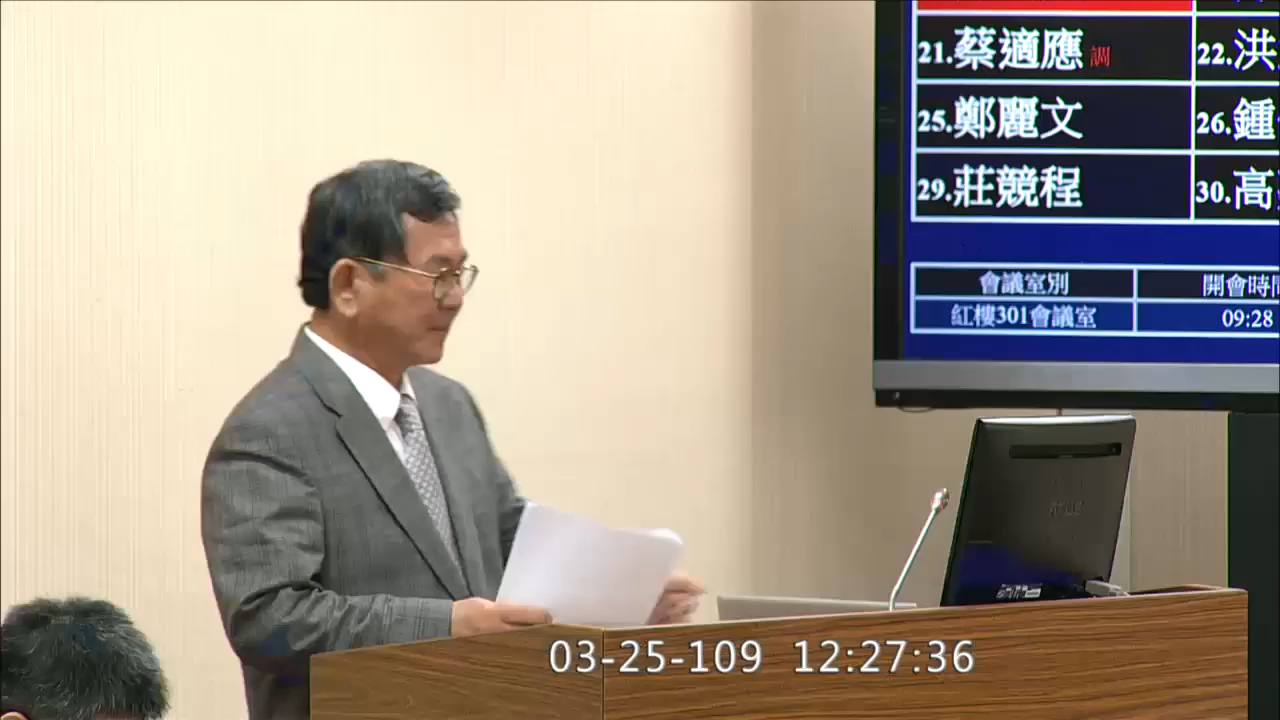 21.蔡適應 調 22.洪
25.鄭麗文 26.鍾
29.莊競程 30.高
會議室別 開會時間
紅樓301會議室 09:28
03-25-109 12:27:36